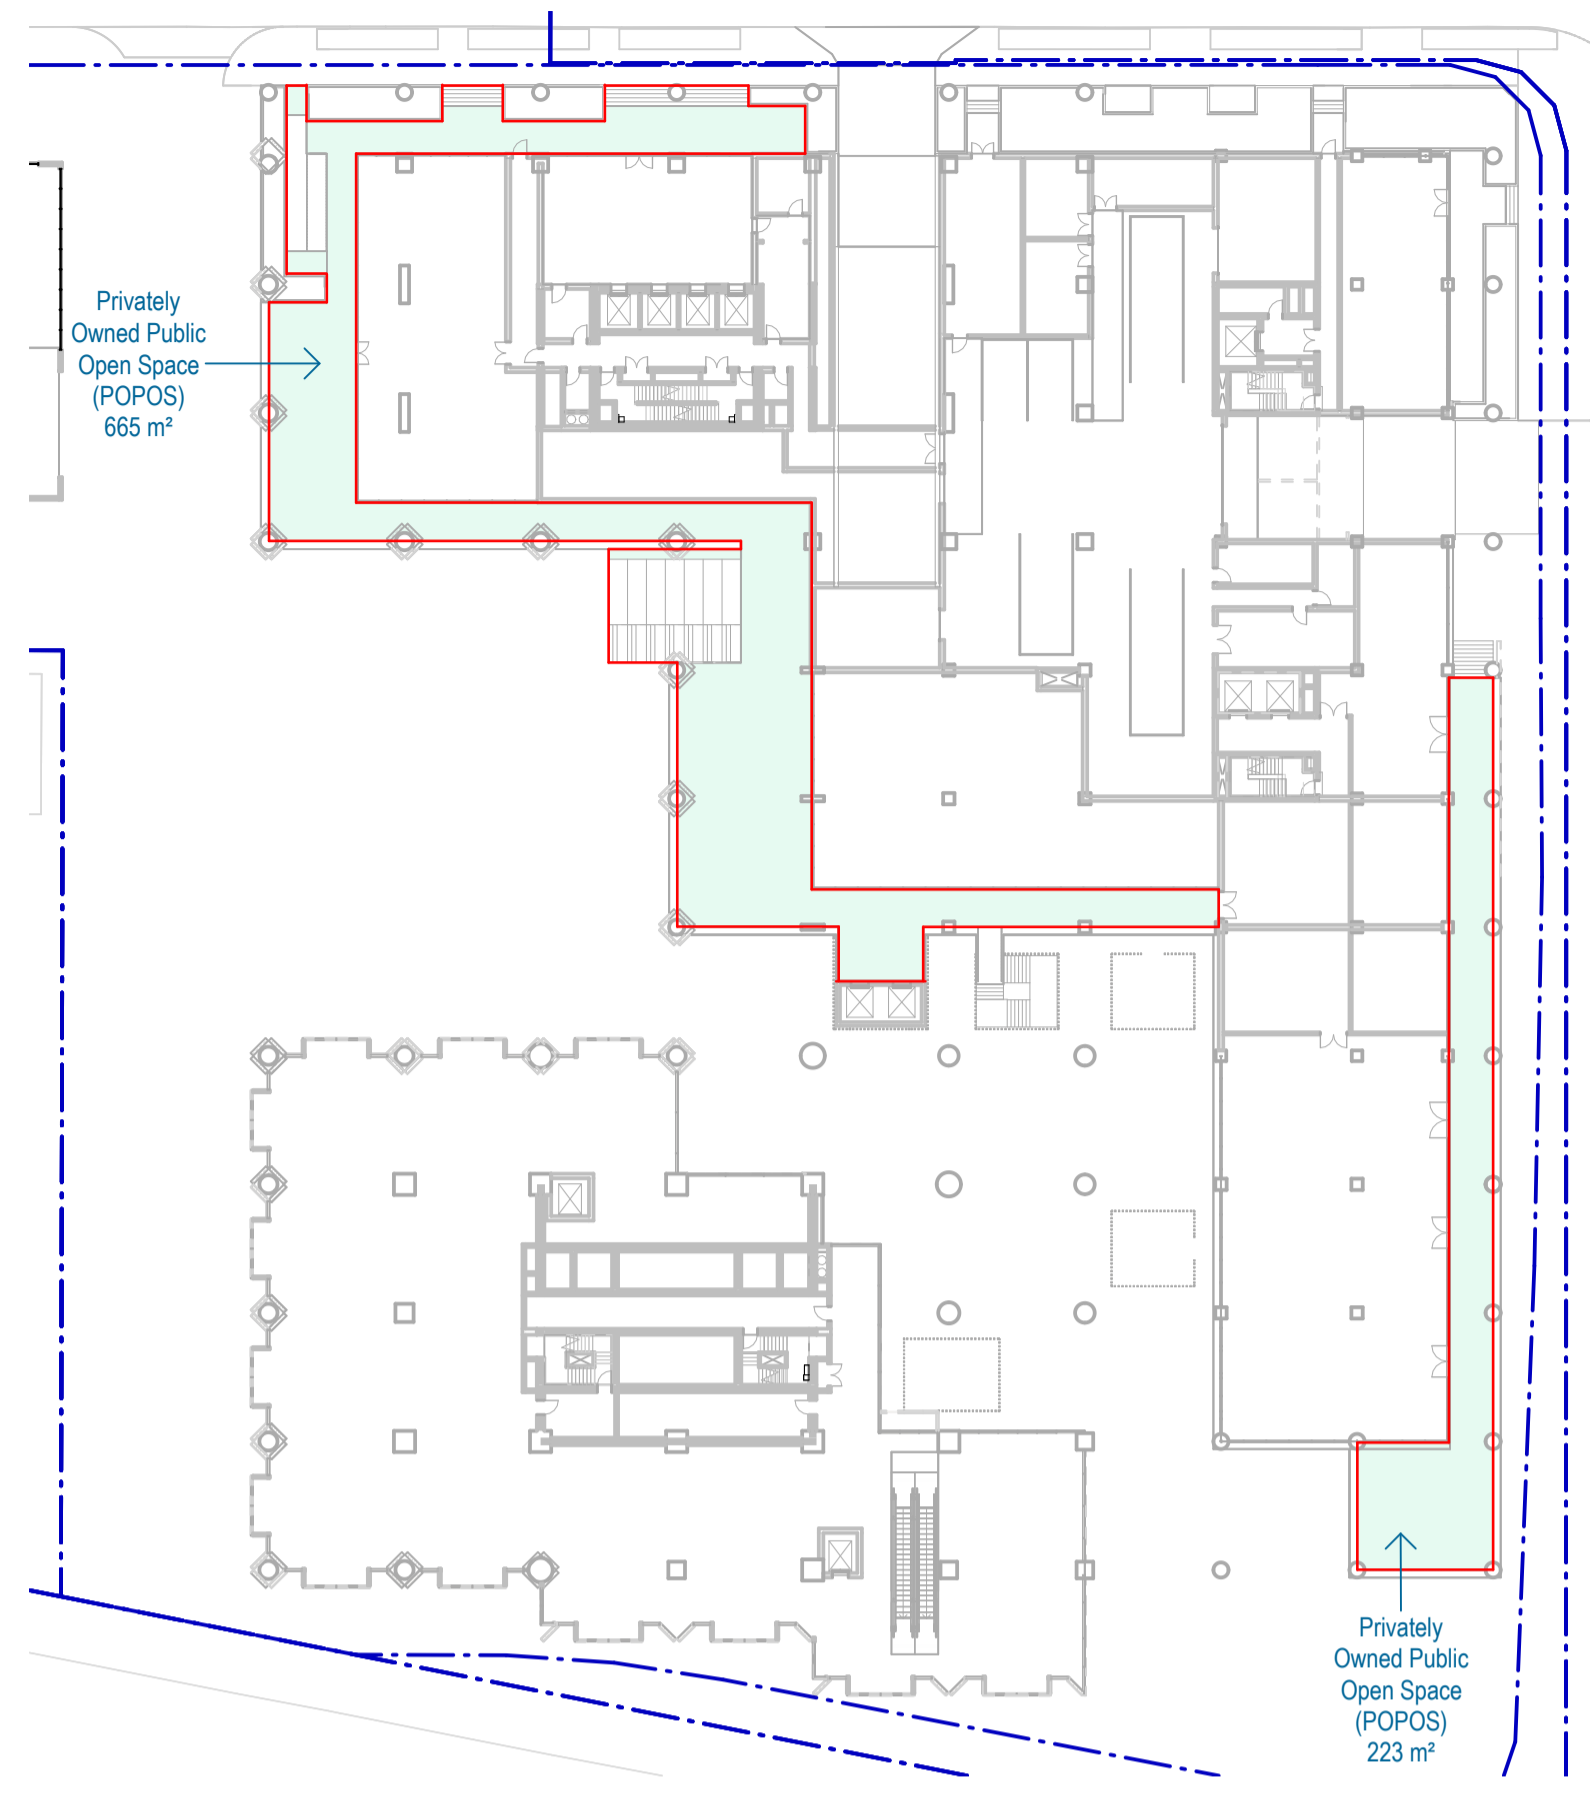 Privately
Owned Public
Open Space
(POPOS)
665 m²
Privately
Owned Public
Open Space
(POPOS)
223 m²